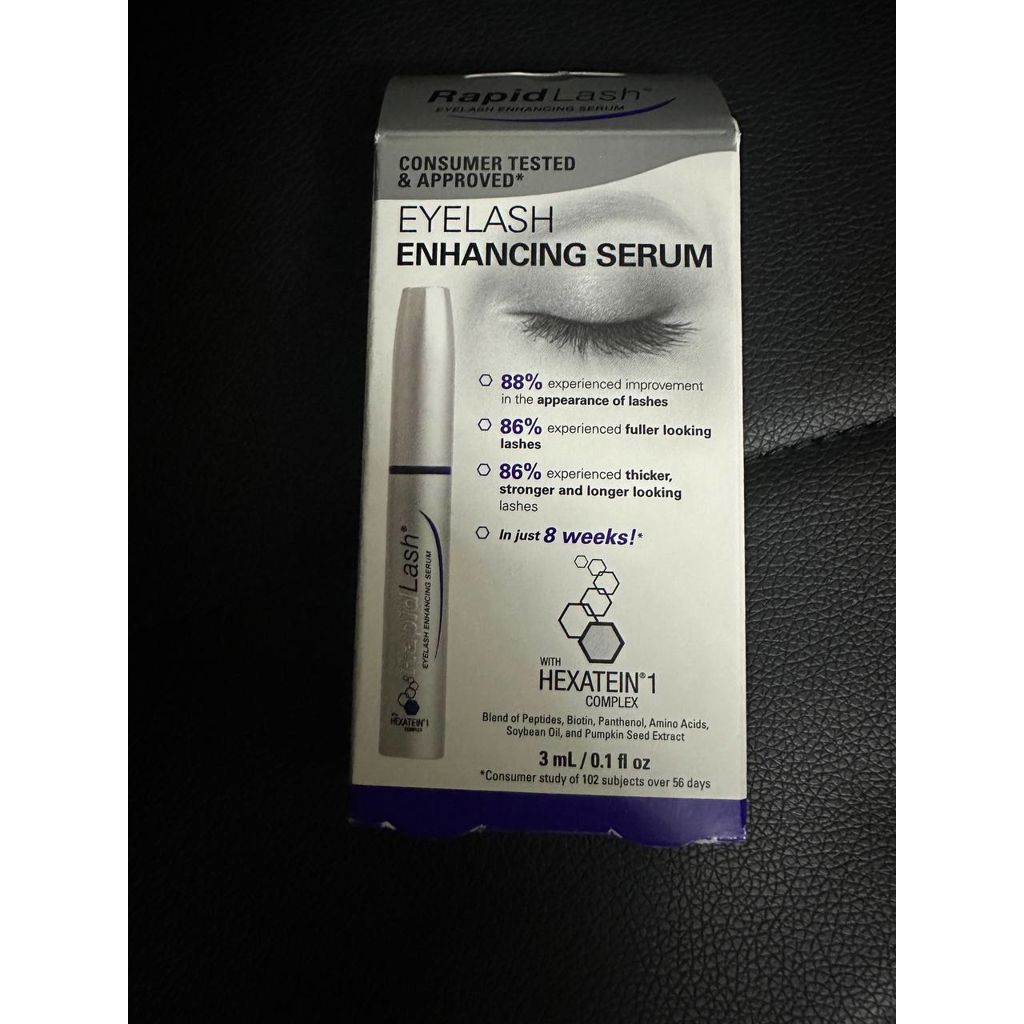 RapidLash®
EYELASH ENHANCING SERUM
CONSUMER TESTED
& APPROVED*
EYELASH
ENHANCING SERUM
88% experienced improvement
in the appearance of lashes
86% experienced fuller looking
lashes
86% experienced thicker,
stronger and longer looking
lashes
In just 8 weeks!*
WITH
HEXATEIN®1
COMPLEX
Blend of Peptides, Biotin, Panthenol, Amino Acids,
Soybean Oil, and Pumpkin Seed Extract
3 mL / 0.1 fl oz
*Consumer study of 102 subjects over 56 days
RapidLash®
EYELASH ENHANCING SERUM
WITH
HEXATEIN®1
COMPLEX